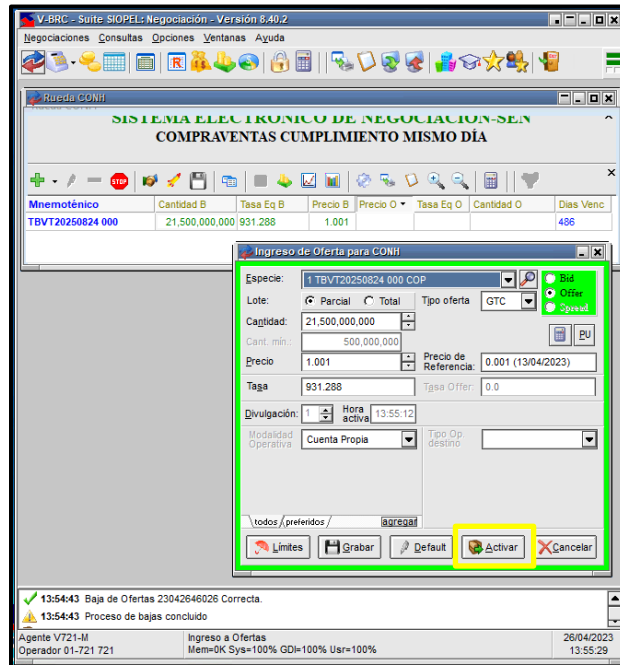 V-BRC - Suite SIOPEL: Negociación - Versión 8.40.2
Negociaciones Consultas Opciones Ventanas Ayuda
Rueda CONH
SISTEMA ELECTRONICO DE NEGOCIACION-SEN
COMPRAVENTAS CUMPLIMIENTO MISMO DÍA
STOP
Mnemoténico Cantidad B Tasa Eq B Precio B Precio O Tasa Eq O Cantidad O Dias Venc
TBVT20250824 000 21,500,000,000 931.288 1.001 486
Ingreso de Oferta para CONH
Especie: 1 TBVT20250824 000 COP
Bid
Offer
Spread
Lote: Parcial Total Tipo oferta GTC
Cantidad: 21,500,000,000
Cant. mín.: 500,000,000
PU
Precio 1.001 Precio de Referencia: 0.001 (13/04/2023)
Tasa 931.288 Tasa Offer: 0.0
Divulgación: 1 Hora activa 13:55:12
Modalidad Operativa Cuenta Propia Tipo Op. destino
todos preferidos agregar
Límites Grabar Default Activar Cancelar
13:54:43 Baja de Ofertas 23042646026 Correcta.
13:54:43 Proceso de bajas concluido
Agente V721-M Ingreso a Ofertas 26/04/2023
Operador 01-721 721 Mem=0K Sys=100% GDI=100% Usr=100% 13:55:29